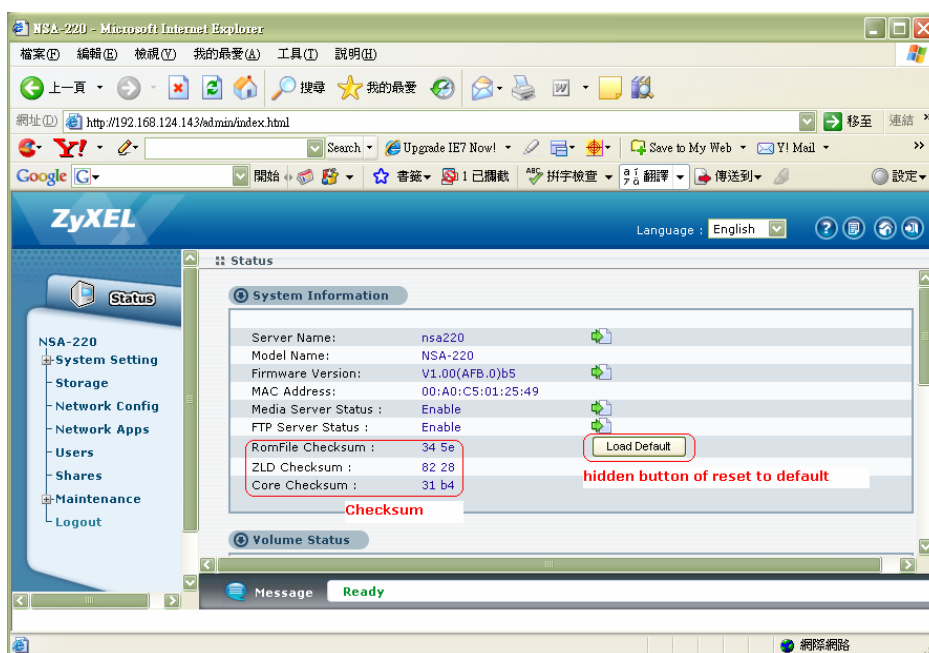 NSA-220 - Microsoft Internet Explorer
檔案(F) 編輯(E) 檢視(V) 我的最愛(A) 工具(T) 說明(H)
上一頁 搜尋 我的最愛
網址(D) http://192.168.124.143/admin/index.html 移至 連結 »
Y! Search Upgrade IE7 Now! Save to My Web Y! Mail »
Google G 開始 書籤 1 已攔截 拼字檢查 翻譯 傳送到 設定
ZyXEL
Language : English
Status
Status
System Information
NSA-220
System Setting
Storage
Network Config
Network Apps
Users
Shares
Maintenance
Logout
Server Name: nsa220
Model Name: NSA-220
Firmware Version: V1.00(AFB.0)b5
MAC Address: 00:A0:C5:01:25:49
Media Server Status : Enable
FTP Server Status : Enable
RomFile Checksum : 34 5e Load Default
ZLD Checksum : 82 28
hidden button of reset to default
Core Checksum : 31 b4
Checksum
Volume Status
Message Ready
網際網路